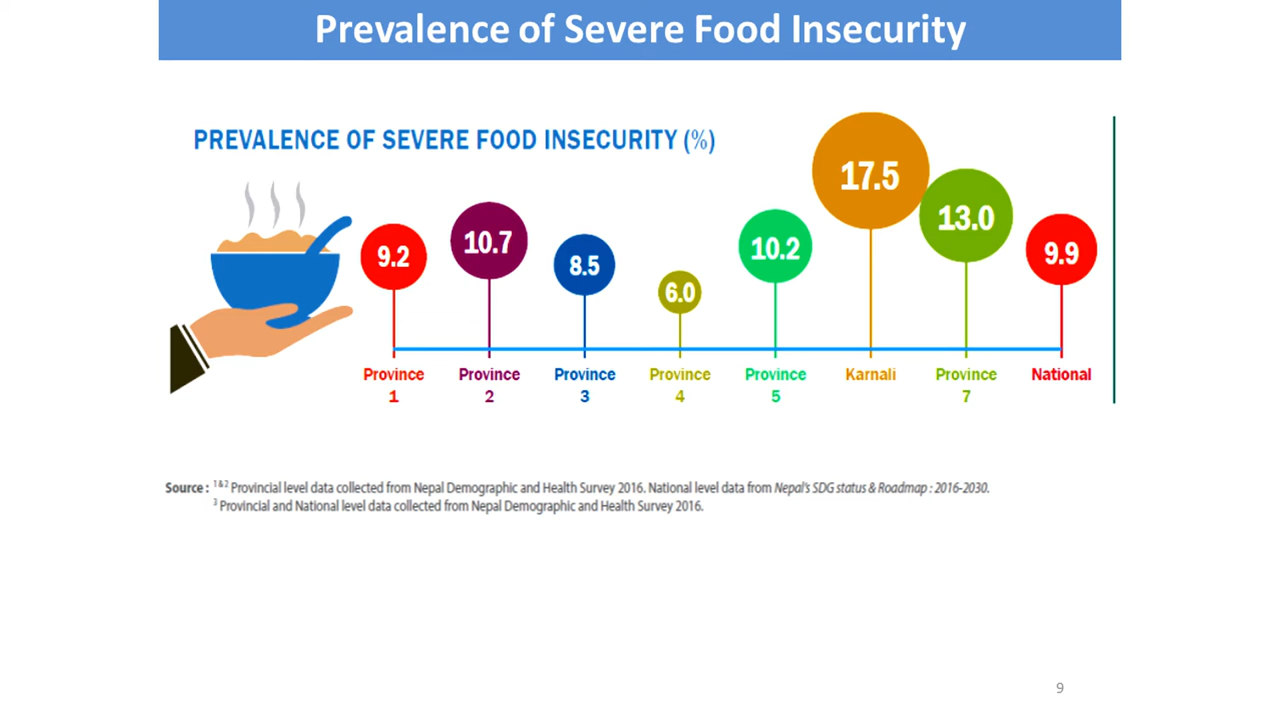 Prevalence of Severe Food Insecurity
PREVALENCE OF SEVERE FOOD INSECURITY (%)
9.2
10.7
8.5
6.0
10.2
17.5
13.0
9.9
Province 1
Province 2
Province 3
Province 4
Province 5
Karnali
Province 7
National
Source : 1&2 Provincial level data collected from Nepal Demographic and Health Survey 2016. National level data from Nepal's SDG status & Roadmap : 2016-2030.
3 Provincial and National level data collected from Nepal Demographic and Health Survey 2016.
9